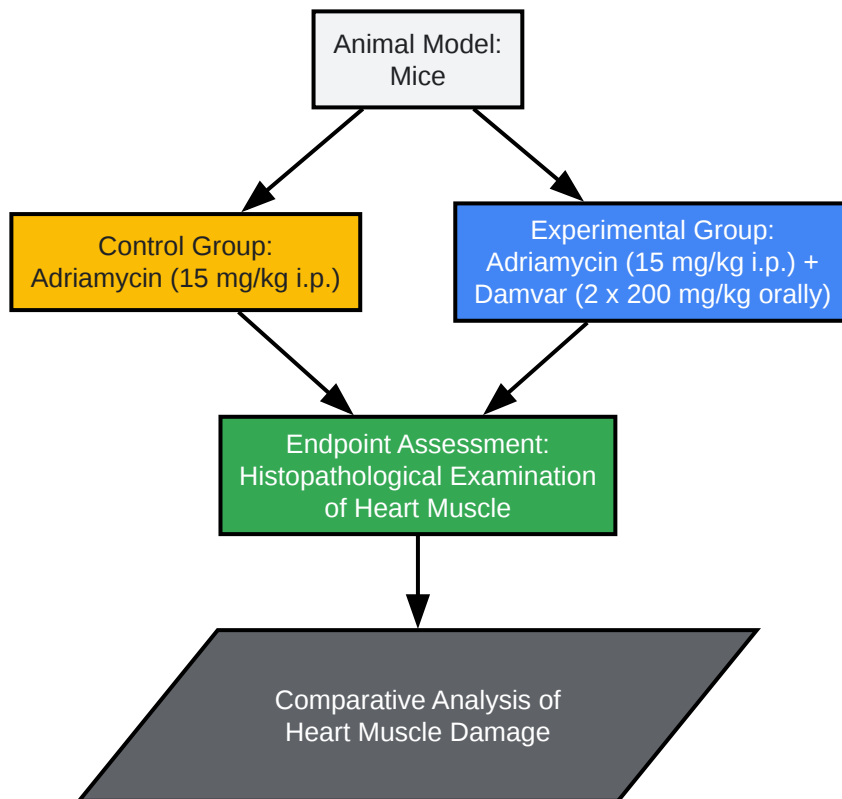 Animal Model:
Mice
Control Group:
Adriamycin (15 mg/kg i.p.)
Experimental Group:
Adriamycin (15 mg/kg i.p.) +
Damvar (2 x 200 mg/kg orally)
Endpoint Assessment:
Histopathological Examination
of Heart Muscle
Comparative Analysis of
Heart Muscle Damage